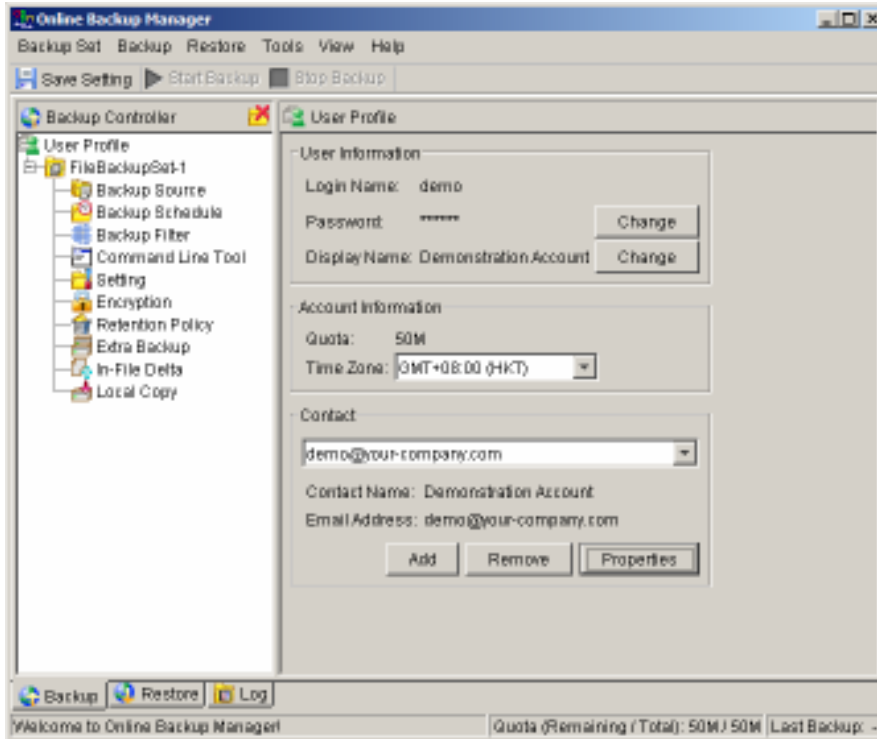 Online Backup Manager
Backup Set Backup Restore Tools View Help
Save Setting Start Backup Stop Backup
Backup Controller
User Profile
FileBackupSet-1
Backup Source
Backup Schedule
Backup Filter
Command Line Tool
Setting
Encryption
Retention Policy
Extra Backup
In-File Delta
Local Copy
User Profile
User Information
Login Name: demo
Password: ****** Change
Display Name: Demonstration Account Change
Account Information
Quota: 50M
Time Zone: GMT+08:00 (HKT)
Contact
demo@your-company.com
Contact Name: Demonstration Account
Email Address: demo@your-company.com
Add Remove Properties
Backup Restore Log
Welcome to Online Backup Manager! Quota (Remaining / Total): 50M / 50M Last Backup: -